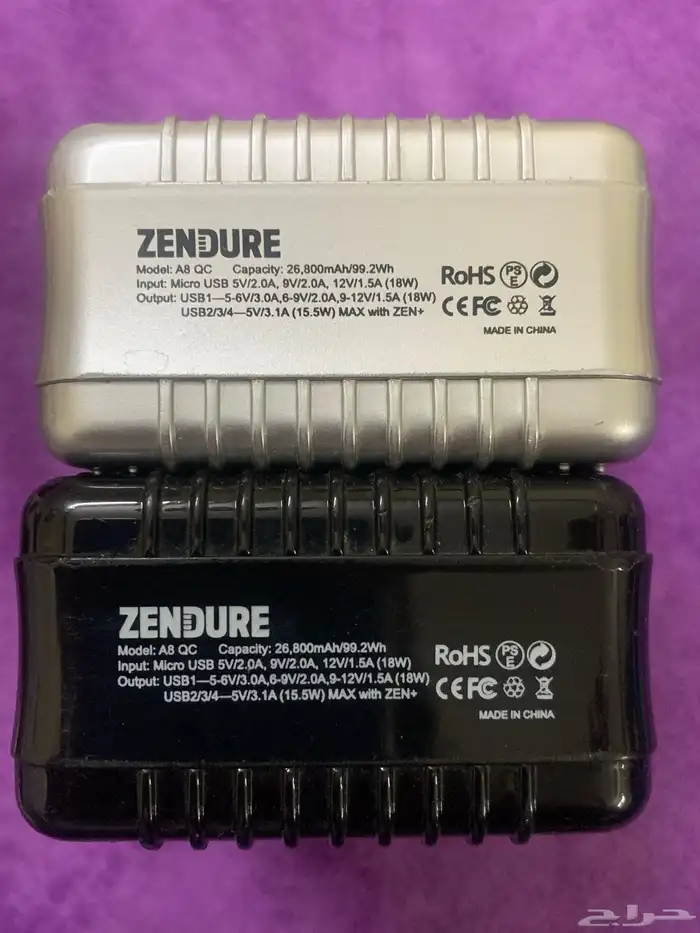 ZENDURE
Model: A8 QC Capacity: 26,800mAh/99.2Wh
Input: Micro USB 5V/2.0A, 9V/2.0A, 12V/1.5A (18W)
Output: USB1—5-6V/3.0A,6-9V/2.0A,9-12V/1.5A (18W)
USB2/3/4—5V/3.1A (15.5W) MAX with ZEN+
RoHS PSE
CE FC
MADE IN CHINA
ZENDURE
Model: A8 QC Capacity: 26,800mAh/99.2Wh
Input: Micro USB 5V/2.0A, 9V/2.0A, 12V/1.5A (18W)
Output: USB1—5-6V/3.0A,6-9V/2.0A,9-12V/1.5A (18W)
USB2/3/4—5V/3.1A (15.5W) MAX with ZEN+
RoHS PSE
CE FC
MADE IN CHINA
حراج